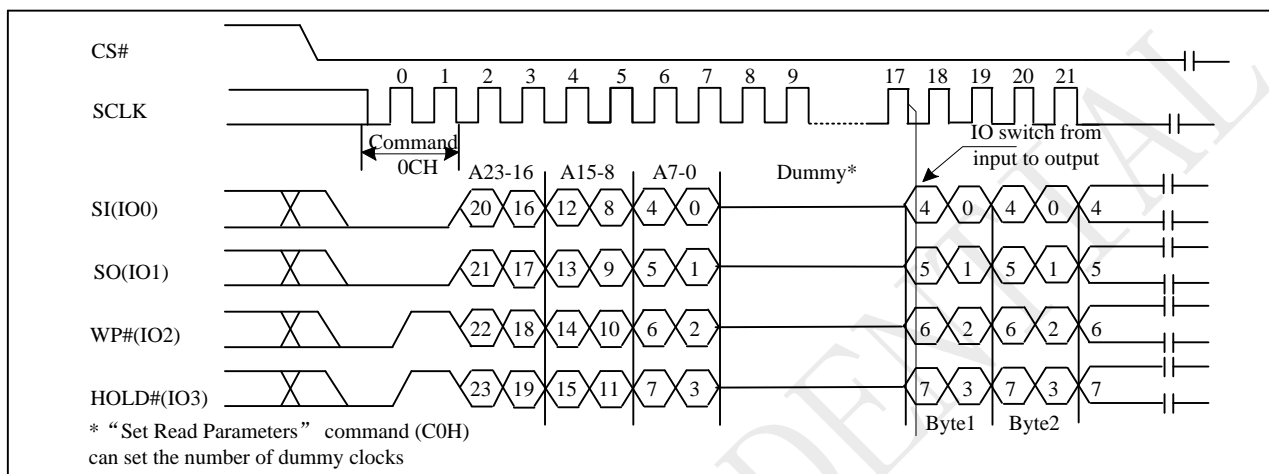 CS#
0 1 2 3 4 5 6 7 8 9 17 18 19 20 21
SCLK
Command
0CH
IO switch from
input to output
A23-16 A15-8 A7-0 Dummy*
SI(IO0) 20 16 12 8 4 0 4 0 4 0 4
SO(IO1) 21 17 13 9 5 1 5 1 5 1 5
WP#(IO2) 22 18 14 10 6 2 6 2 6 2 6
HOLD#(IO3) 23 19 15 11 7 3 7 3 7 3 7
Byte1 Byte2
* “Set Read Parameters” command (C0H)
can set the number of dummy clocks
DENTIAL